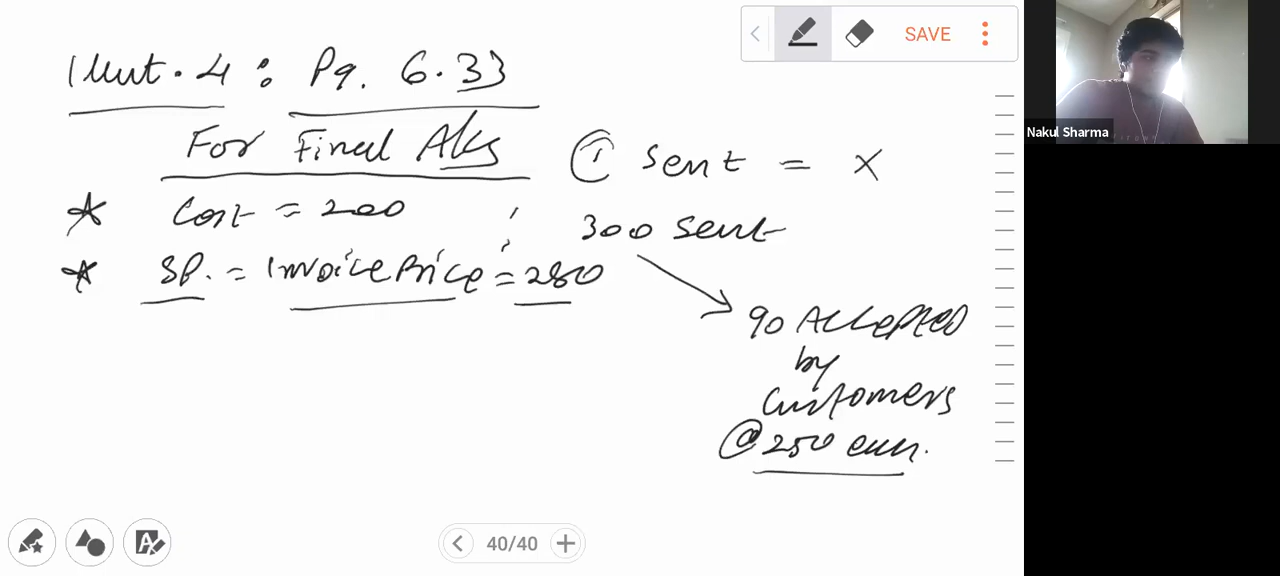 Illust. 4 : Pg. 6.33
For Final A/cs
① Sent = X
* Cost = 200
300 Sent
* SP. = Invoice Price = 250
90 Accepted
by
Customers
@ 250 each.
SAVE
Nakul Sharma
40/40